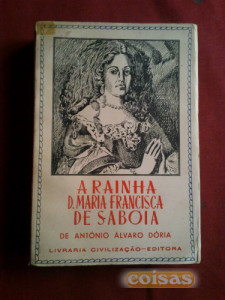 A RAINHA
D. MARIA FRANCISCA
DE SABOIA
DE ANTÓNIO ÁLVARO DÓRIA
LIVRARIA CIVILIZAÇÃO-EDITORA
coisas